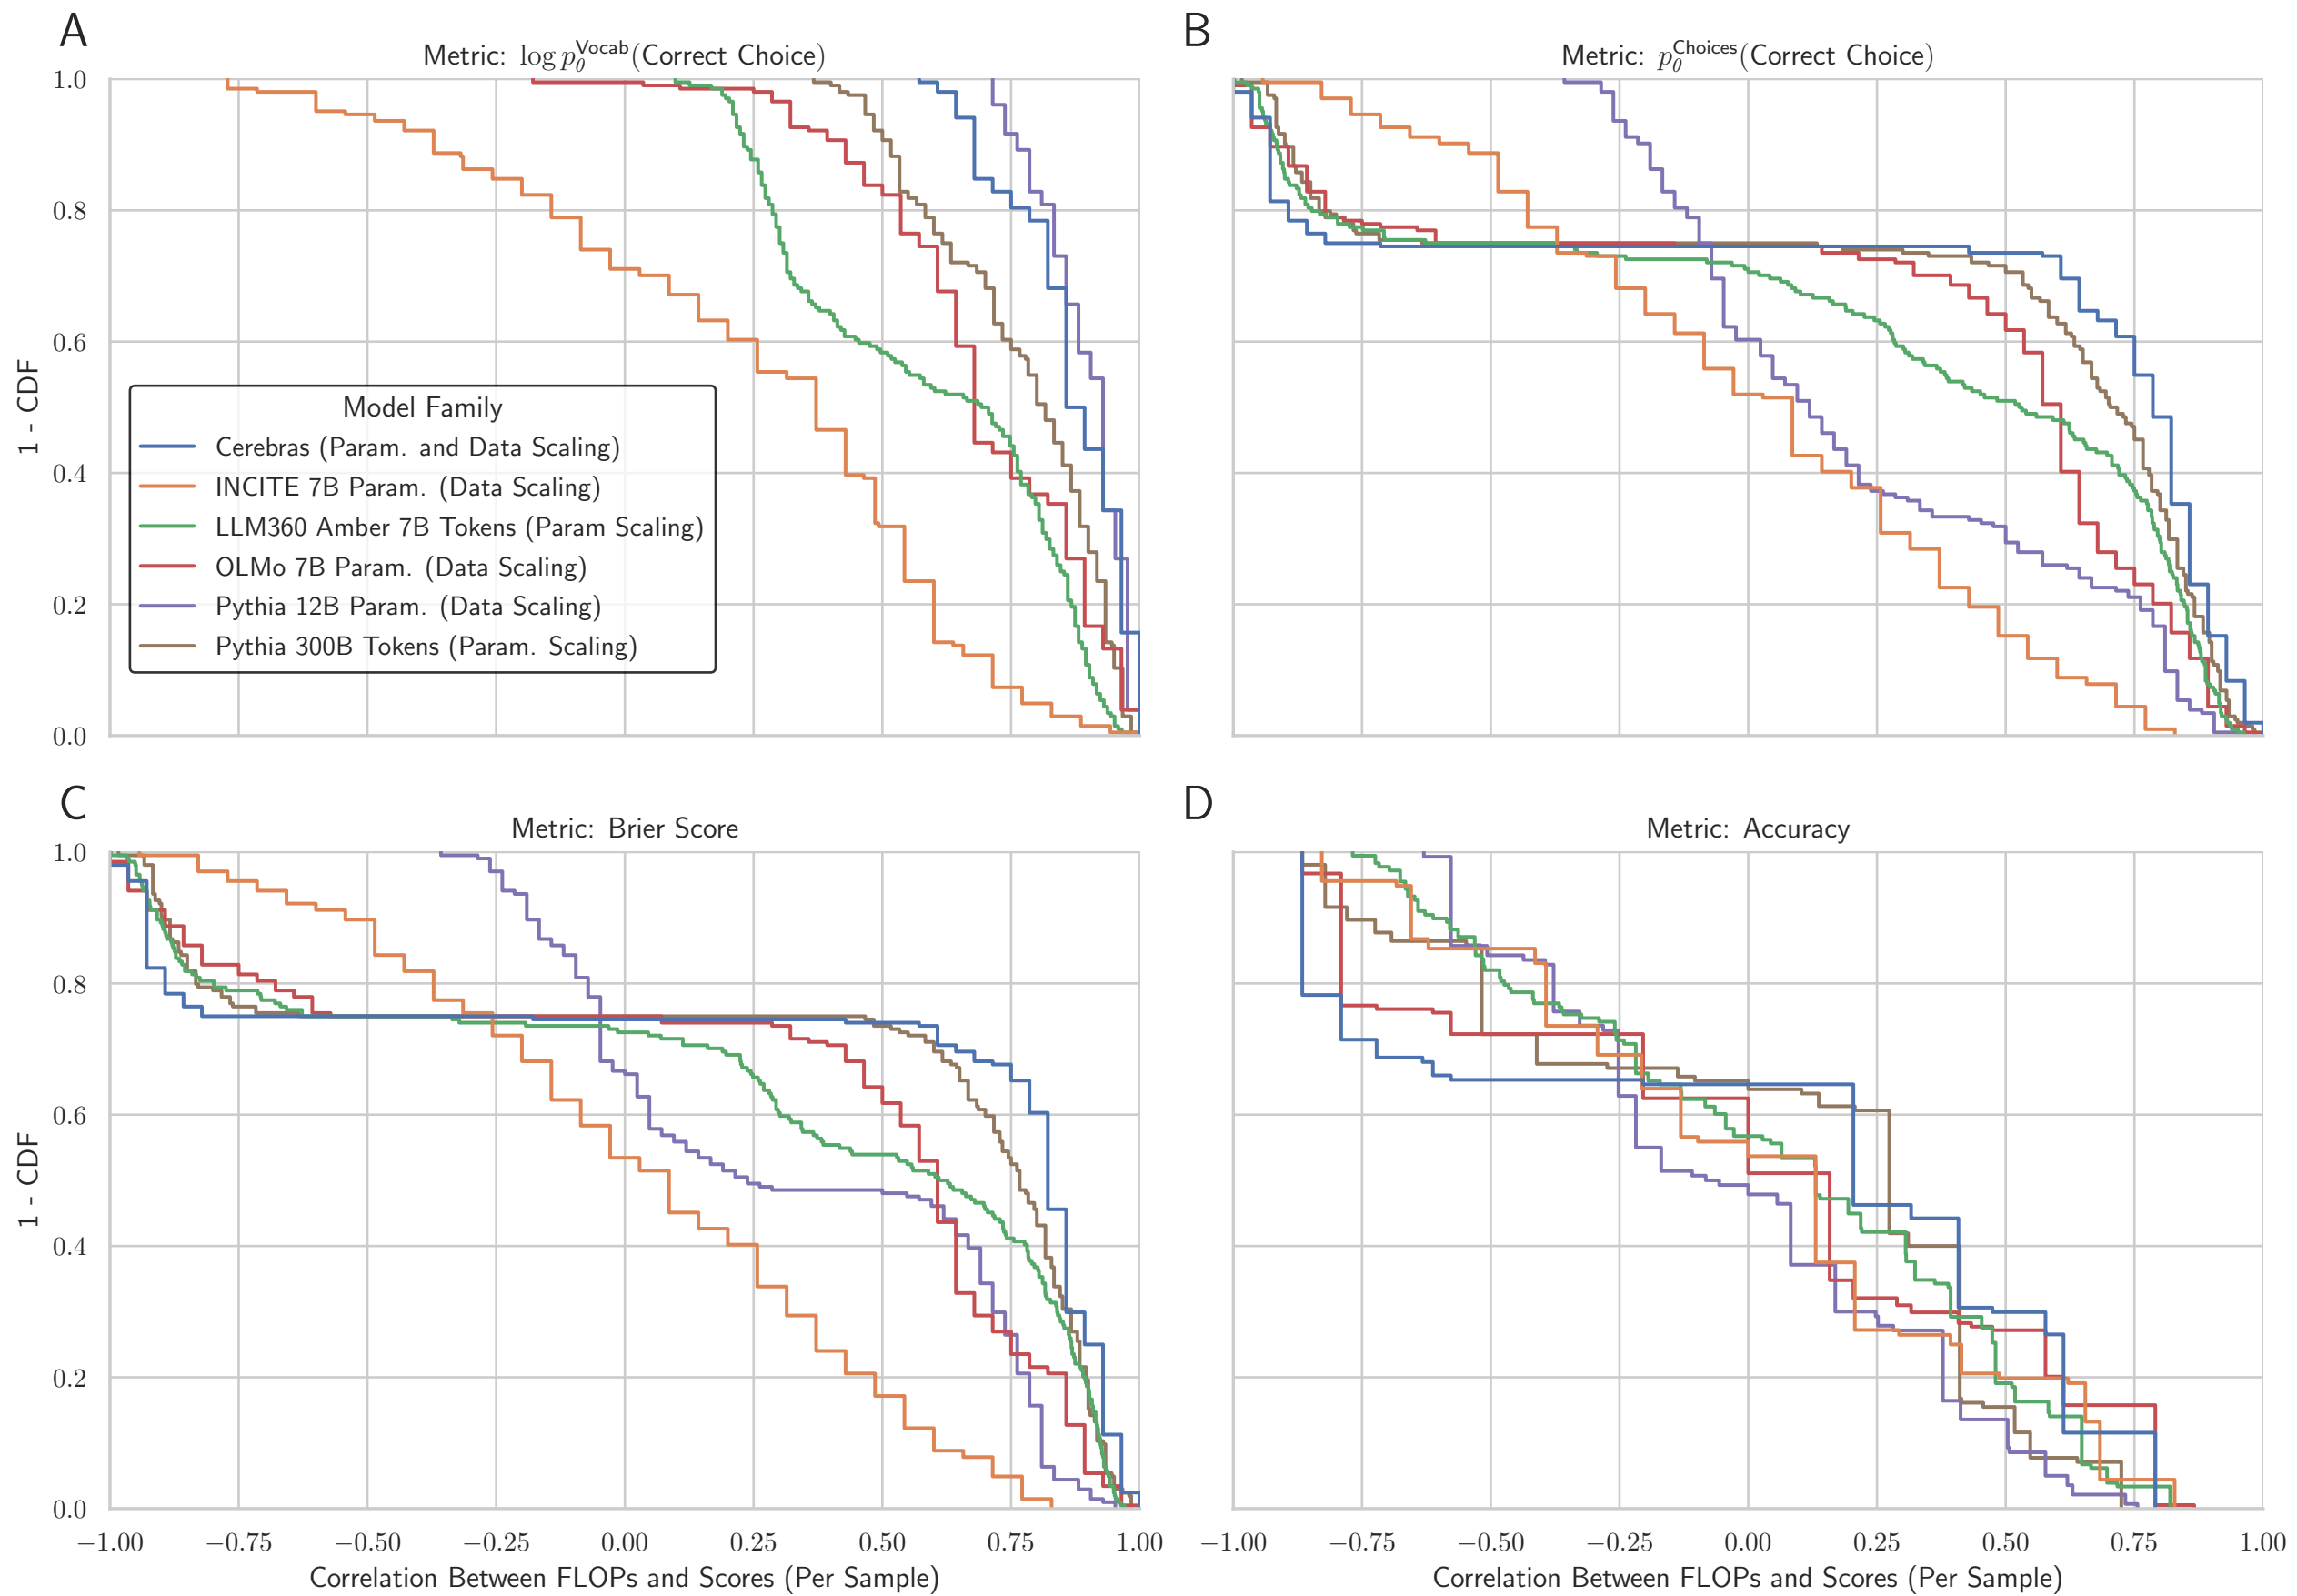 A
Metric: log p_θ^Vocab(Correct Choice)
1 - CDF
1.0
0.8
0.6
0.4
0.2
0.0
Model Family
Cerebras (Param. and Data Scaling)
INCITE 7B Param. (Data Scaling)
LLM360 Amber 7B Tokens (Param Scaling)
OLMo 7B Param. (Data Scaling)
Pythia 12B Param. (Data Scaling)
Pythia 300B Tokens (Param. Scaling)
B
Metric: p_θ^Choices(Correct Choice)
C
Metric: Brier Score
1 - CDF
1.0
0.8
0.6
0.4
0.2
0.0
−1.00 −0.75 −0.50 −0.25 0.00 0.25 0.50 0.75 1.00
Correlation Between FLOPs and Scores (Per Sample)
D
Metric: Accuracy
−1.00 −0.75 −0.50 −0.25 0.00 0.25 0.50 0.75 1.00
Correlation Between FLOPs and Scores (Per Sample)